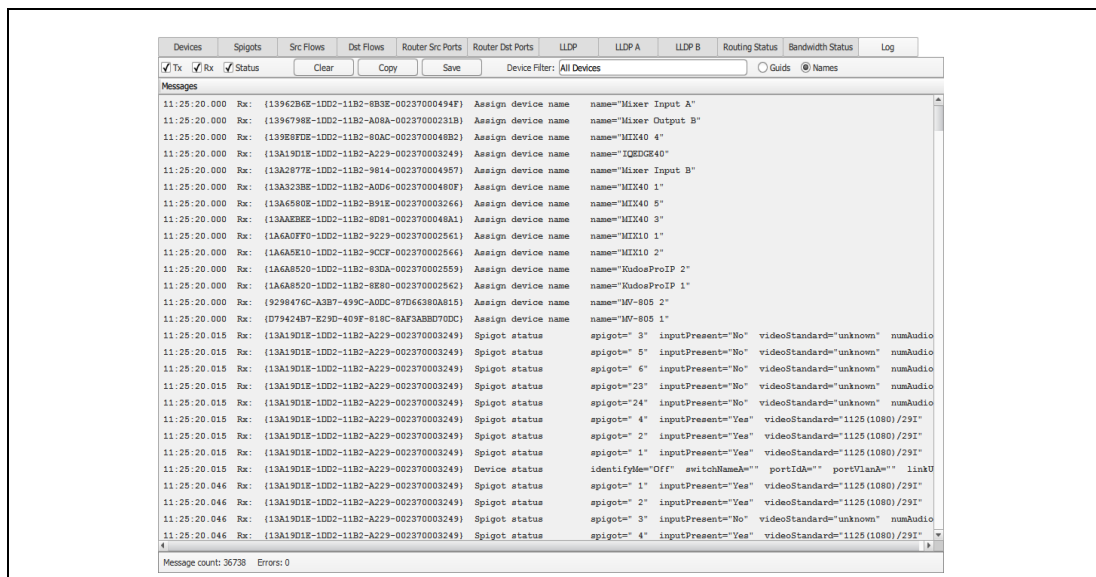 Devices Spigots Src Flows Dst Flows Router Src Ports Router Dst Ports LLDP LLDP A LLDP B Routing Status Bandwidth Status Log
Tx Rx Status Clear Copy Save Device Filter: All Devices Guids Names
Messages
11:25:20.000 Rx: {13962B6E-1DD2-11B2-8B3E-00237000494F} Assign device name name="Mixer Input A"
11:25:20.000 Rx: {1396798E-1DD2-11B2-A08A-00237000231B} Assign device name name="Mixer Output B"
11:25:20.000 Rx: {139E8FDE-1DD2-11B2-80AC-0023700048B2} Assign device name name="MIX40 4"
11:25:20.000 Rx: {13A19D1E-1DD2-11B2-A229-002370003249} Assign device name name="IQEDGE40"
11:25:20.000 Rx: {13A2877E-1DD2-11B2-9814-002370004957} Assign device name name="Mixer Input B"
11:25:20.000 Rx: {13A323BE-1DD2-11B2-A0D6-00237000480F} Assign device name name="MIX40 1"
11:25:20.000 Rx: {13A6580E-1DD2-11B2-B91E-002370003266} Assign device name name="MIX40 5"
11:25:20.000 Rx: {13AAEBEE-1DD2-11B2-8D81-0023700048A1} Assign device name name="MIX40 3"
11:25:20.000 Rx: {1A6A0FF0-1DD2-11B2-9229-002370002561} Assign device name name="MIX10 1"
11:25:20.000 Rx: {1A6A5E10-1DD2-11B2-9CCF-002370002566} Assign device name name="MIX10 2"
11:25:20.000 Rx: {1A6A8520-1DD2-11B2-83DA-002370002559} Assign device name name="KudosProIP 2"
11:25:20.000 Rx: {1A6A8520-1DD2-11B2-8E80-002370002562} Assign device name name="KudosProIP 1"
11:25:20.000 Rx: {9298476C-A3B7-499C-A0DC-87D66380A815} Assign device name name="MV-805 2"
11:25:20.000 Rx: {D79424B7-E29D-409F-818C-8AF3ABBD70DC} Assign device name name="MV-805 1"
11:25:20.015 Rx: {13A19D1E-1DD2-11B2-A229-002370003249} Spigot status spigot=" 3" inputPresent="No" videoStandard="unknown" numAudio
11:25:20.015 Rx: {13A19D1E-1DD2-11B2-A229-002370003249} Spigot status spigot=" 5" inputPresent="No" videoStandard="unknown" numAudio
11:25:20.015 Rx: {13A19D1E-1DD2-11B2-A229-002370003249} Spigot status spigot=" 6" inputPresent="No" videoStandard="unknown" numAudio
11:25:20.015 Rx: {13A19D1E-1DD2-11B2-A229-002370003249} Spigot status spigot="23" inputPresent="No" videoStandard="unknown" numAudio
11:25:20.015 Rx: {13A19D1E-1DD2-11B2-A229-002370003249} Spigot status spigot="24" inputPresent="No" videoStandard="unknown" numAudio
11:25:20.015 Rx: {13A19D1E-1DD2-11B2-A229-002370003249} Spigot status spigot=" 4" inputPresent="Yes" videoStandard="1125(1080)/29I"
11:25:20.015 Rx: {13A19D1E-1DD2-11B2-A229-002370003249} Spigot status spigot=" 2" inputPresent="Yes" videoStandard="1125(1080)/29I"
11:25:20.015 Rx: {13A19D1E-1DD2-11B2-A229-002370003249} Spigot status spigot=" 1" inputPresent="Yes" videoStandard="1125(1080)/29I"
11:25:20.015 Rx: {13A19D1E-1DD2-11B2-A229-002370003249} Device status identifyMe="Off" switchNameA="" portIdA="" portVlanA="" linkU
11:25:20.046 Rx: {13A19D1E-1DD2-11B2-A229-002370003249} Spigot status spigot=" 1" inputPresent="Yes" videoStandard="1125(1080)/29I"
11:25:20.046 Rx: {13A19D1E-1DD2-11B2-A229-002370003249} Spigot status spigot=" 2" inputPresent="Yes" videoStandard="1125(1080)/29I"
11:25:20.046 Rx: {13A19D1E-1DD2-11B2-A229-002370003249} Spigot status spigot=" 3" inputPresent="No" videoStandard="unknown" numAudio
11:25:20.046 Rx: {13A19D1E-1DD2-11B2-A229-002370003249} Spigot status spigot=" 4" inputPresent="Yes" videoStandard="1125(1080)/29I"
Message count: 36738 Errors: 0